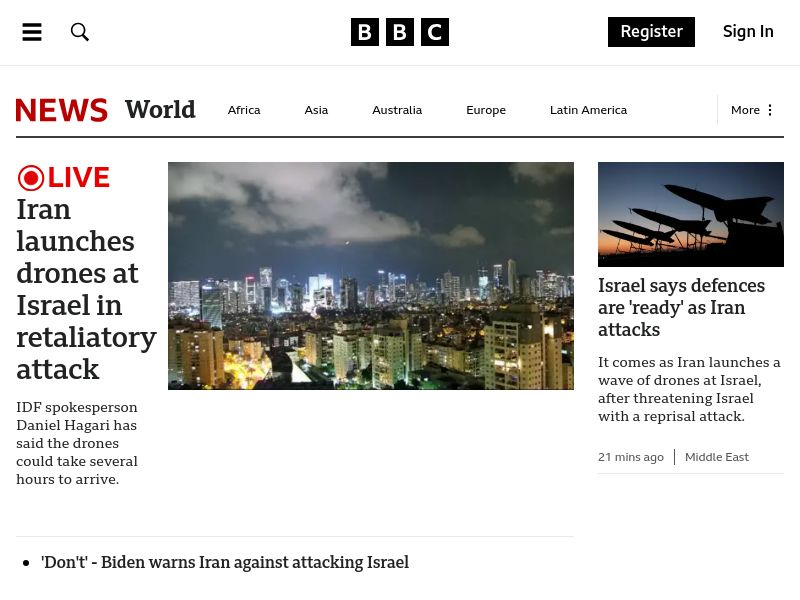 BBC
Register
Sign In
NEWS
World
Africa
Asia
Australia
Europe
Latin America
More
LIVE
Iran
launches
drones at
Israel in
retaliatory
attack
IDF spokesperson
Daniel Hagari has
said the drones
could take several
hours to arrive.
Israel says defences
are 'ready' as Iran
attacks
It comes as Iran launches a
wave of drones at Israel,
after threatening Israel
with a reprisal attack.
21 mins ago
Middle East
'Don't' - Biden warns Iran against attacking Israel